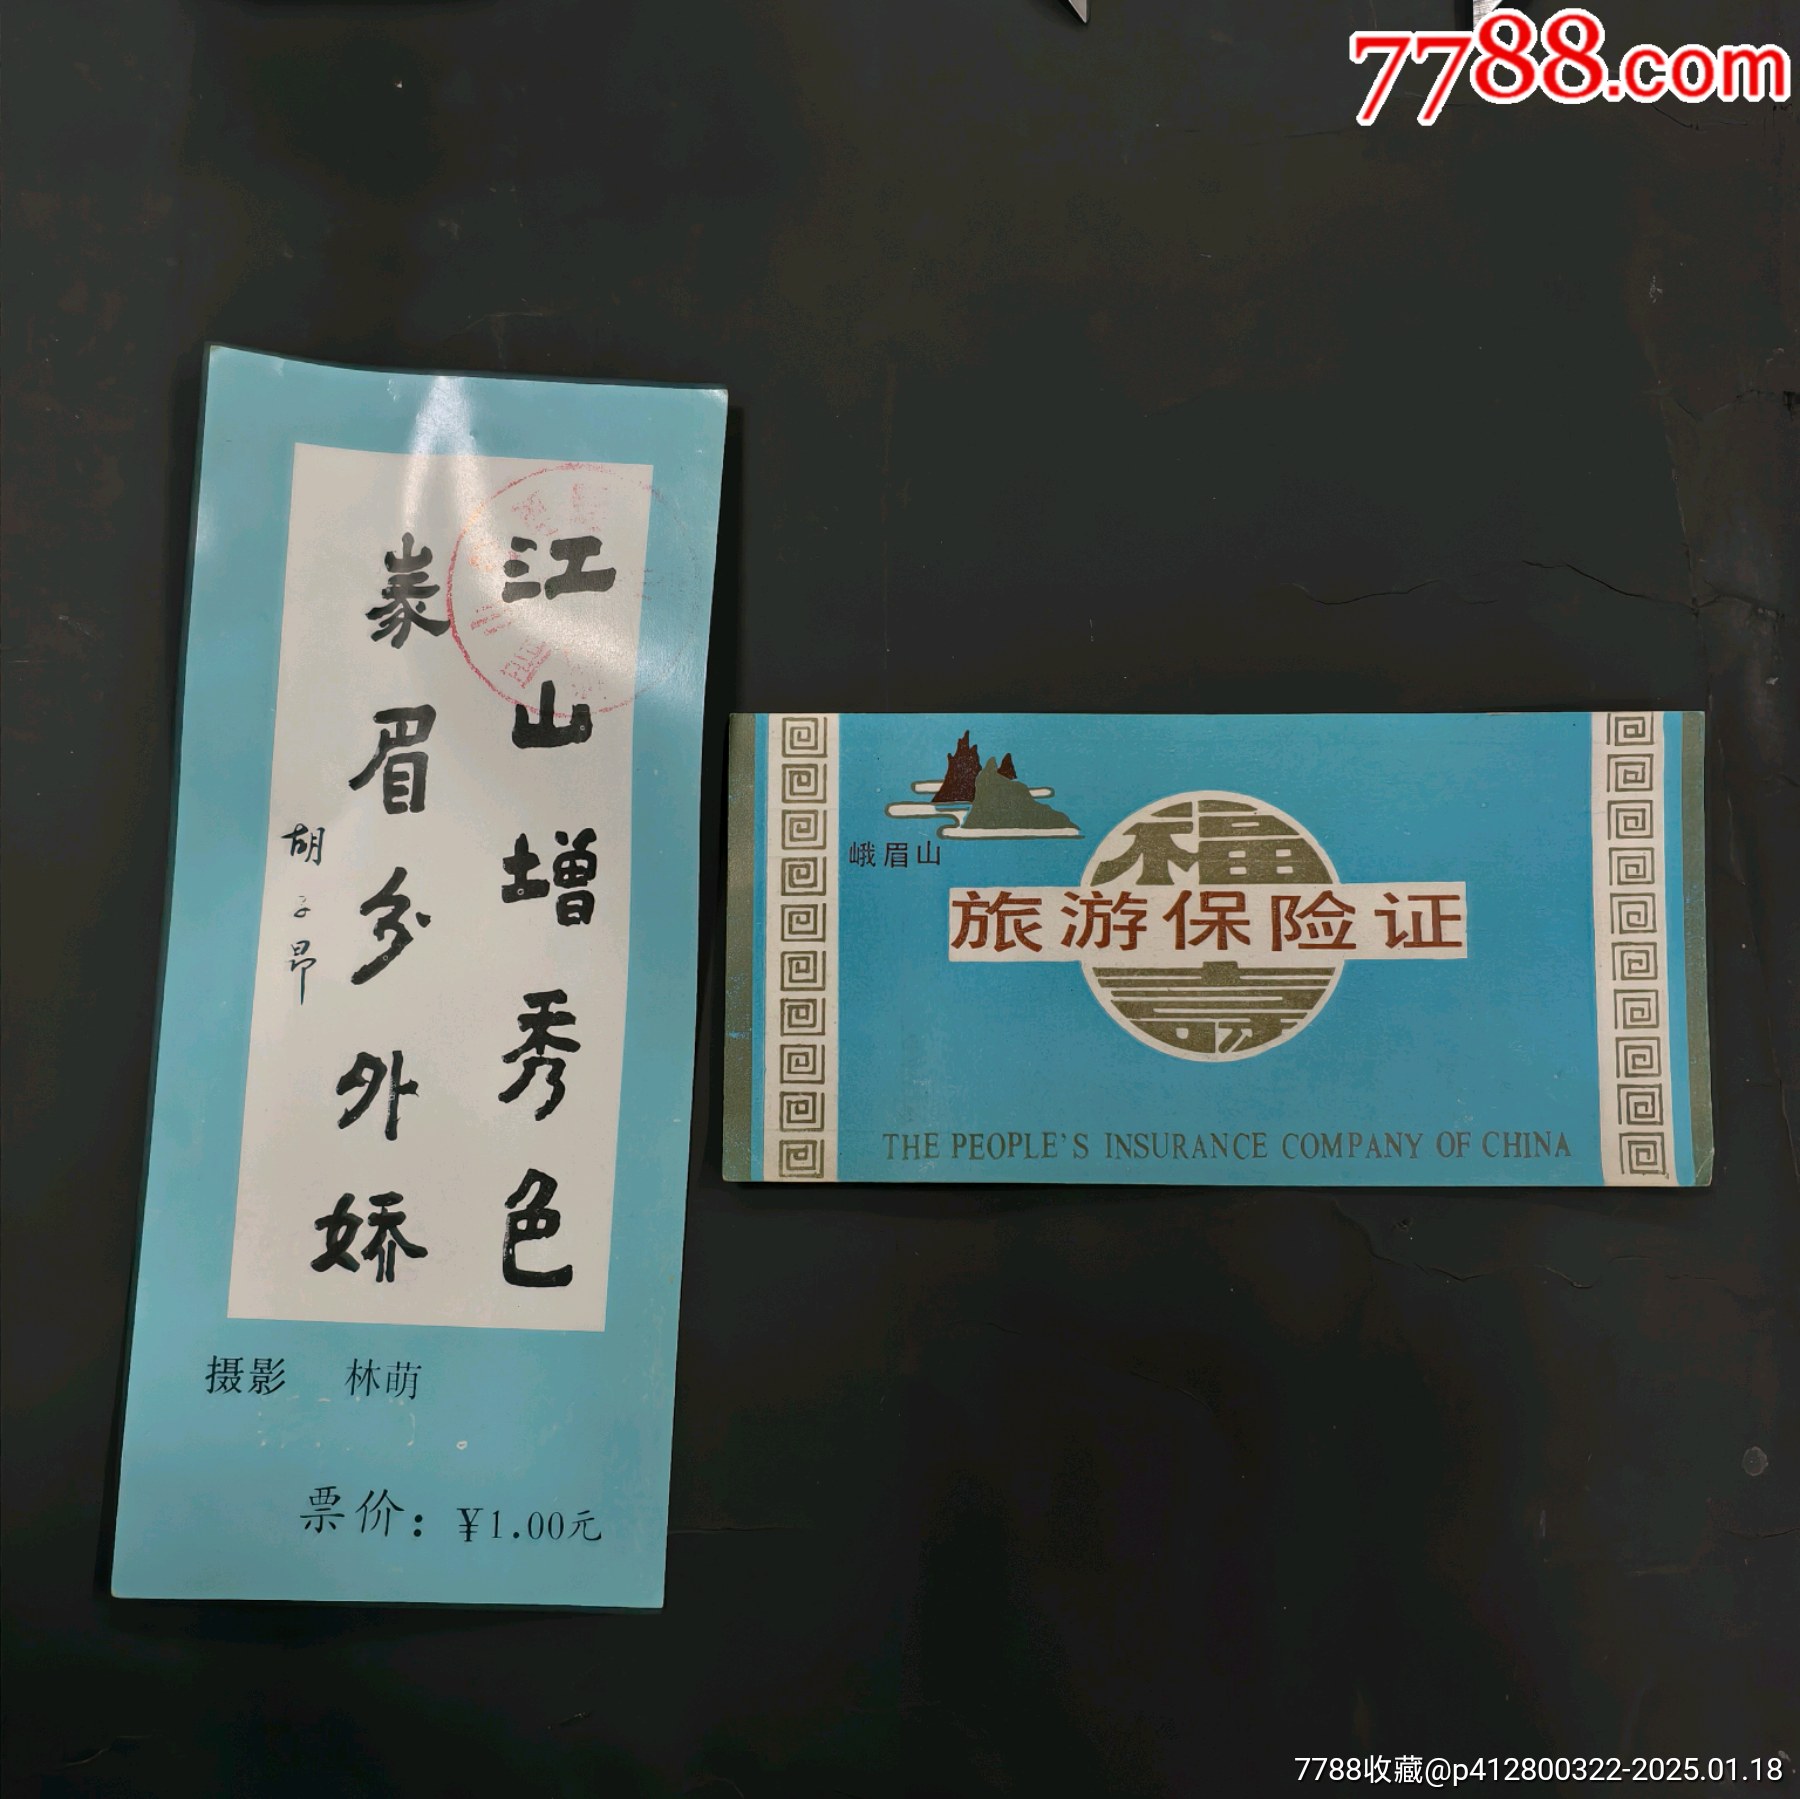 7788.com
江山增秀色
峩眉分外娇
胡子昂
摄影 林萌
票价：¥1.00元
峨眉山
福
旅游保险证
寿
THE PEOPLE'S INSURANCE COMPANY OF CHINA
7788收藏@p412800322-2025.01.18